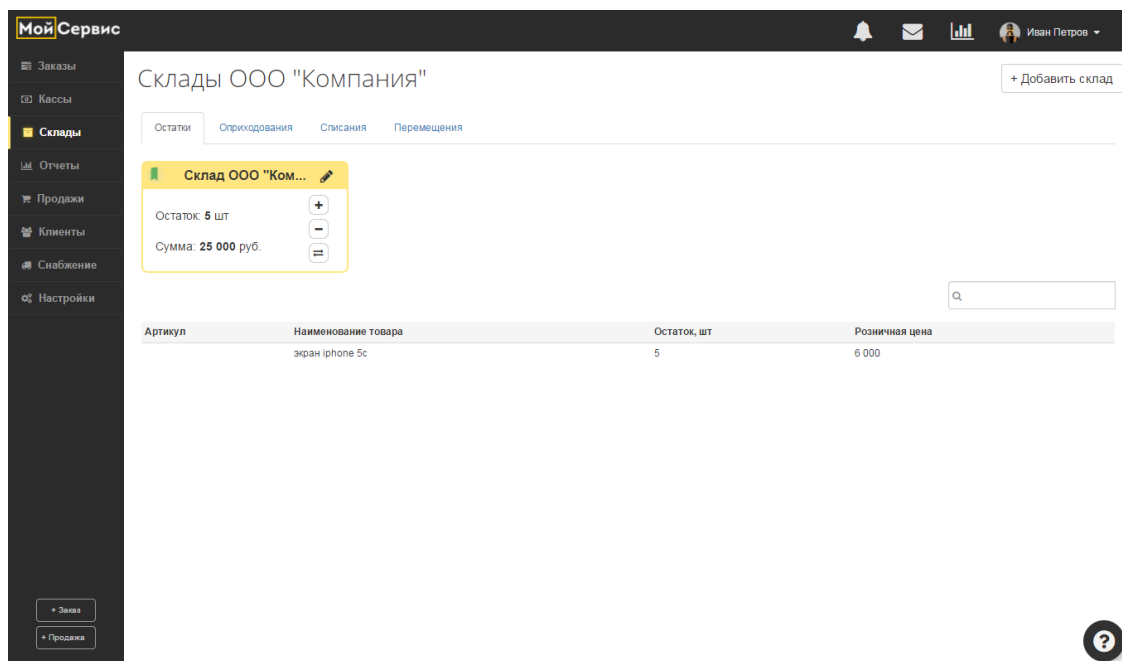 МойСервис
Иван Петров
Заказы
Кассы
Склады
Отчеты
Продажи
Клиенты
Снабжение
Настройки
+ Заказ
+ Продажа
Склады ООО "Компания"
+ Добавить склад
Остатки Оприходования Списания Перемещения
Склад ООО "Ком...
Остаток: 5 шт
Сумма: 25 000 руб.
Артикул Наименование товара Остаток, шт Розничная цена
экран iphone 5c 5 6 000